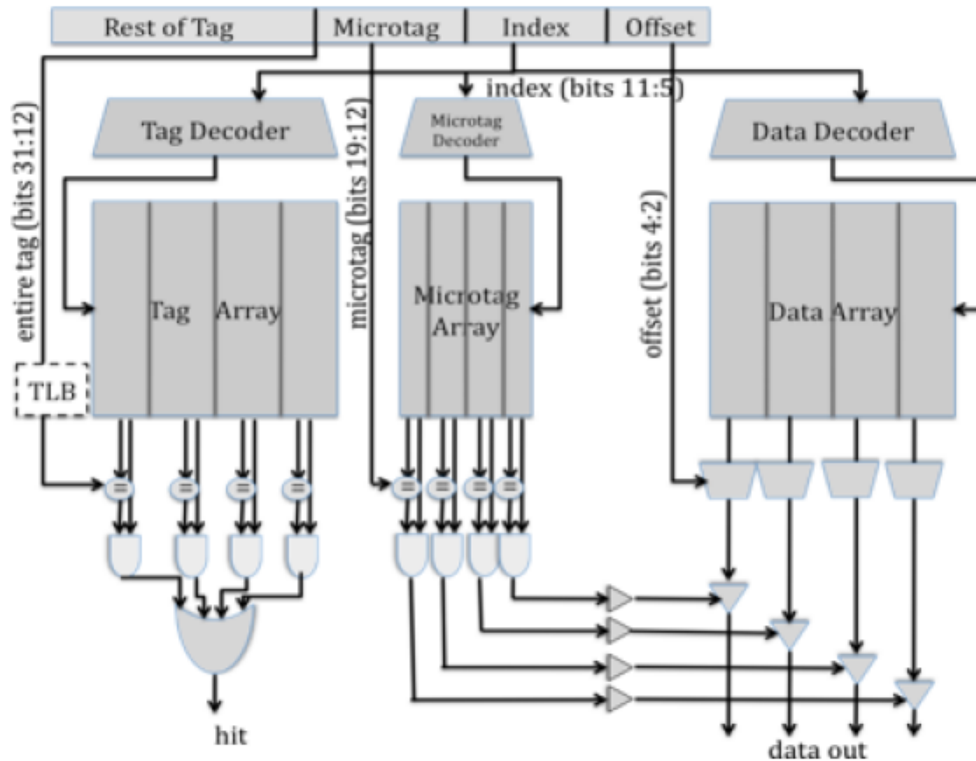 Rest of Tag
Microtag
Index
Offset
index (bits 11:5)
Tag Decoder
Microtag
Decoder
Data Decoder
entire tag (bits 31:12)
microtag (bits 19:12)
offset (bits 4:2)
Tag Array
Microtag
Array
Data Array
TLB
=
=
=
=
=
=
=
=
hit
data out